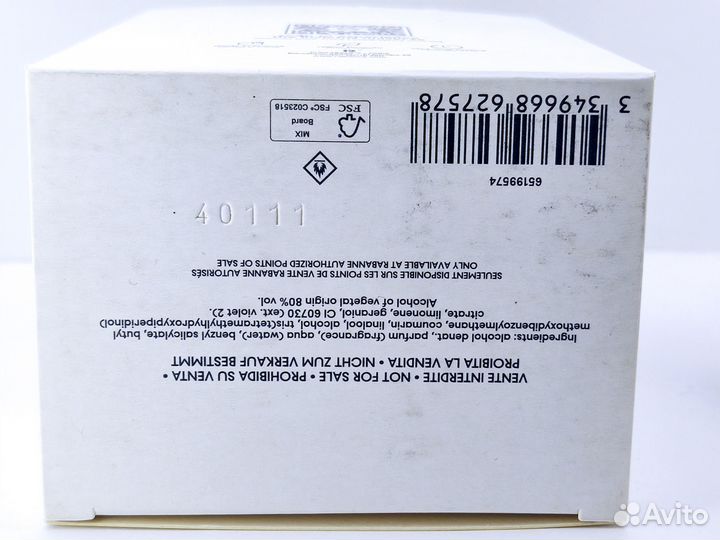 VENTE INTERDITE • NOT FOR SALE • PROHIBIDA SU VENTA
PROIBITA LA VENDITA • NICHT ZUM VERKAUF BESTIMMT
Ingredients: alcohol denat., parfum (fragrance), aqua (water), benzyl salicylate, butyl
methoxydibenzoylmethane, coumarin, linalool, alcohol, tris(tetramethylhydroxypiperidinol)
citrate, limonene, geraniol, CI 60730 (ext. violet 2).
Alcohol of vegetal origin 80% vol.
SEULEMENT DISPONIBLE SUR LES POINTS DE VENTE RABANNE AUTORISÉS
ONLY AVAILABLE AT RABANNE AUTHORIZED POINTS OF SALE
40111
65199574
3 349668 627578
MIX
Board
FSC
FSC® C023518
Avito